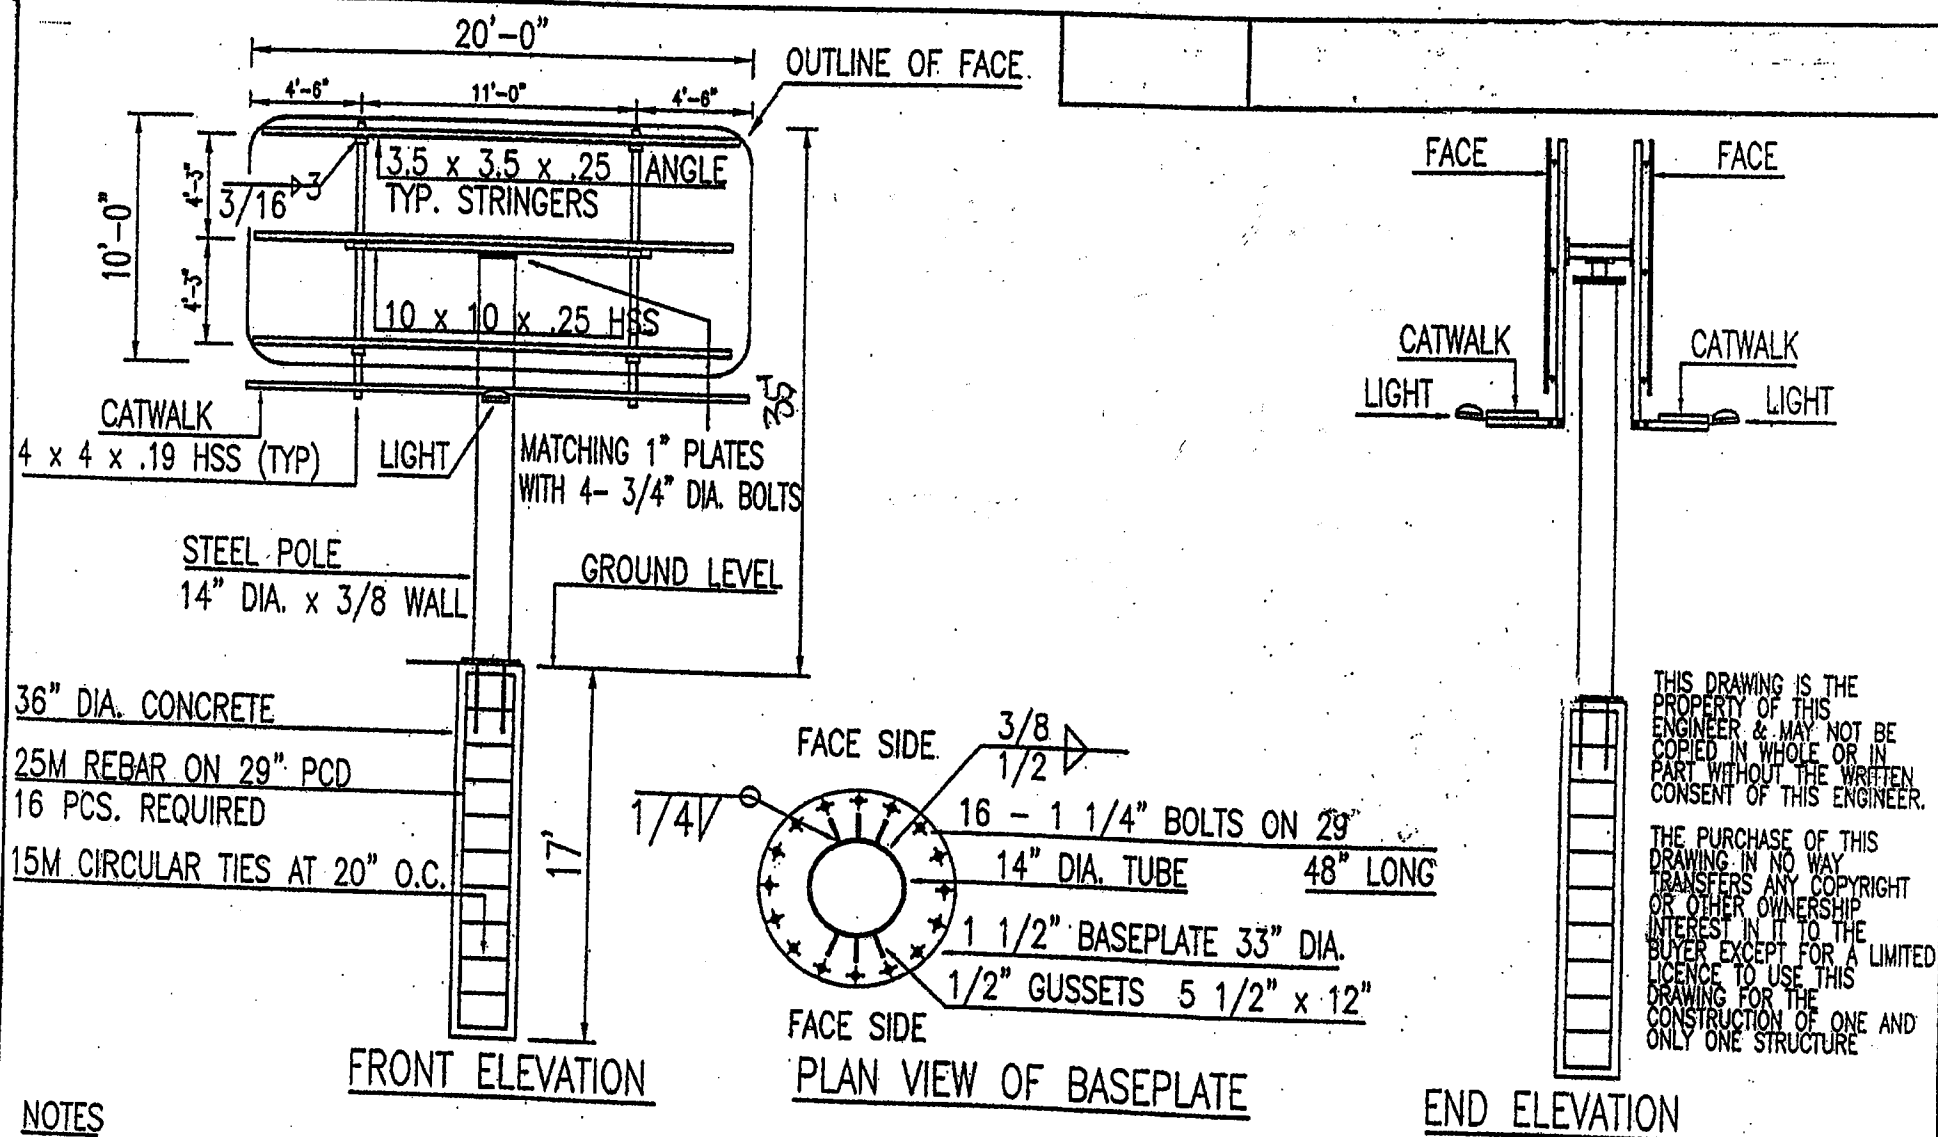 20'-0"
OUTLINE OF FACE
4'-6" 11'-0" 4'-6"
10'-0"
4'-3"
4'-3"
3/16 3
3.5 x 3.5 x .25 ANGLE
TYP. STRINGERS
10 x 10 x .25 HSS
35'
CATWALK
4 x 4 x .19 HSS (TYP)
LIGHT
MATCHING 1" PLATES
WITH 4- 3/4" DIA. BOLTS
STEEL POLE
14" DIA. x 3/8 WALL
GROUND LEVEL
36" DIA. CONCRETE
25M REBAR ON 29" PCD
16 PCS. REQUIRED
15M CIRCULAR TIES AT 20" O.C.
17'
FRONT ELEVATION
FACE SIDE
3/8
1/2
1/4
16 - 1 1/4" BOLTS ON 29"
14" DIA. TUBE 48" LONG
1 1/2" BASEPLATE 33" DIA.
1/2" GUSSETS 5 1/2" x 12"
FACE SIDE
PLAN VIEW OF BASEPLATE
FACE FACE
CATWALK CATWALK
LIGHT LIGHT
END ELEVATION
THIS DRAWING IS THE
PROPERTY OF THIS
ENGINEER & MAY NOT BE
COPIED IN WHOLE OR IN
PART WITHOUT THE WRITTEN
CONSENT OF THIS ENGINEER.
THE PURCHASE OF THIS
DRAWING IN NO WAY
TRANSFERS ANY COPYRIGHT
OR OTHER OWNERSHIP
INTEREST IN IT TO THE
BUYER EXCEPT FOR A LIMITED
LICENCE TO USE THIS
DRAWING FOR THE
CONSTRUCTION OF ONE AND
ONLY ONE STRUCTURE
NOTES